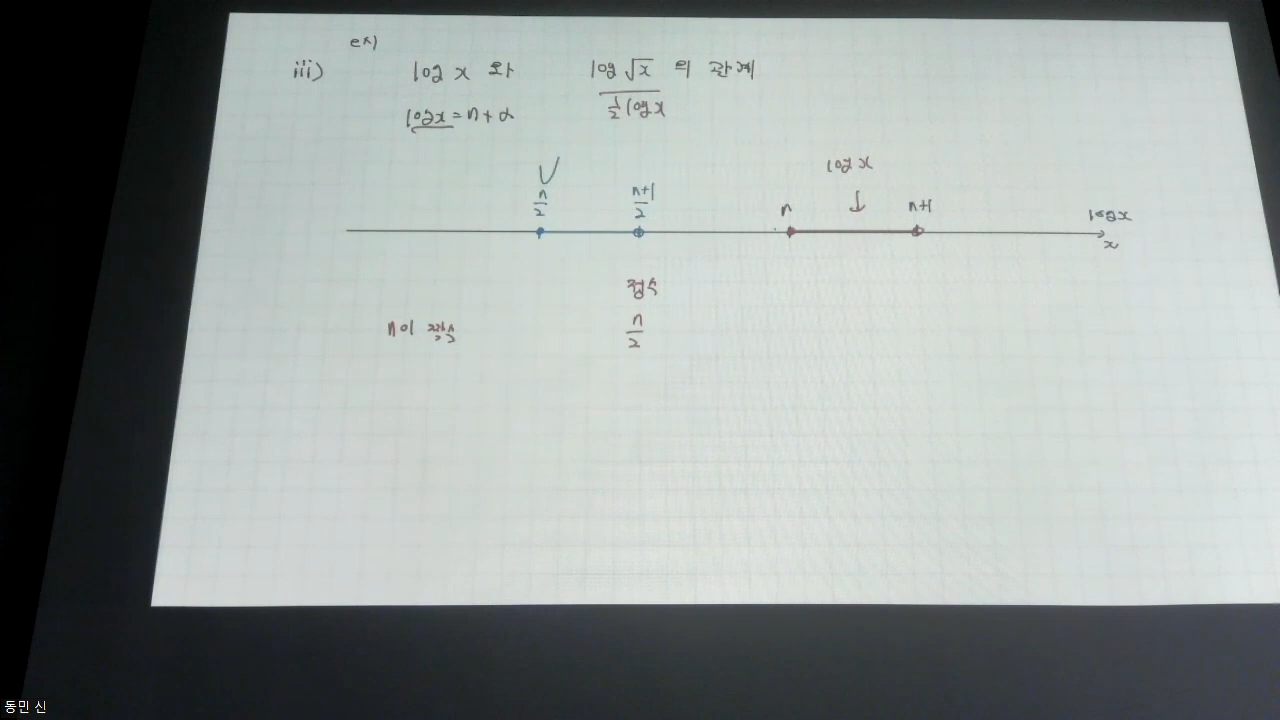 ex)
iii) log x 와 log √x 의 관계
log x = n + α
1/2 log x
n/2 n+1/2 n log x n+1 log x
x
정수
n이 짝수 n/2
동민 신